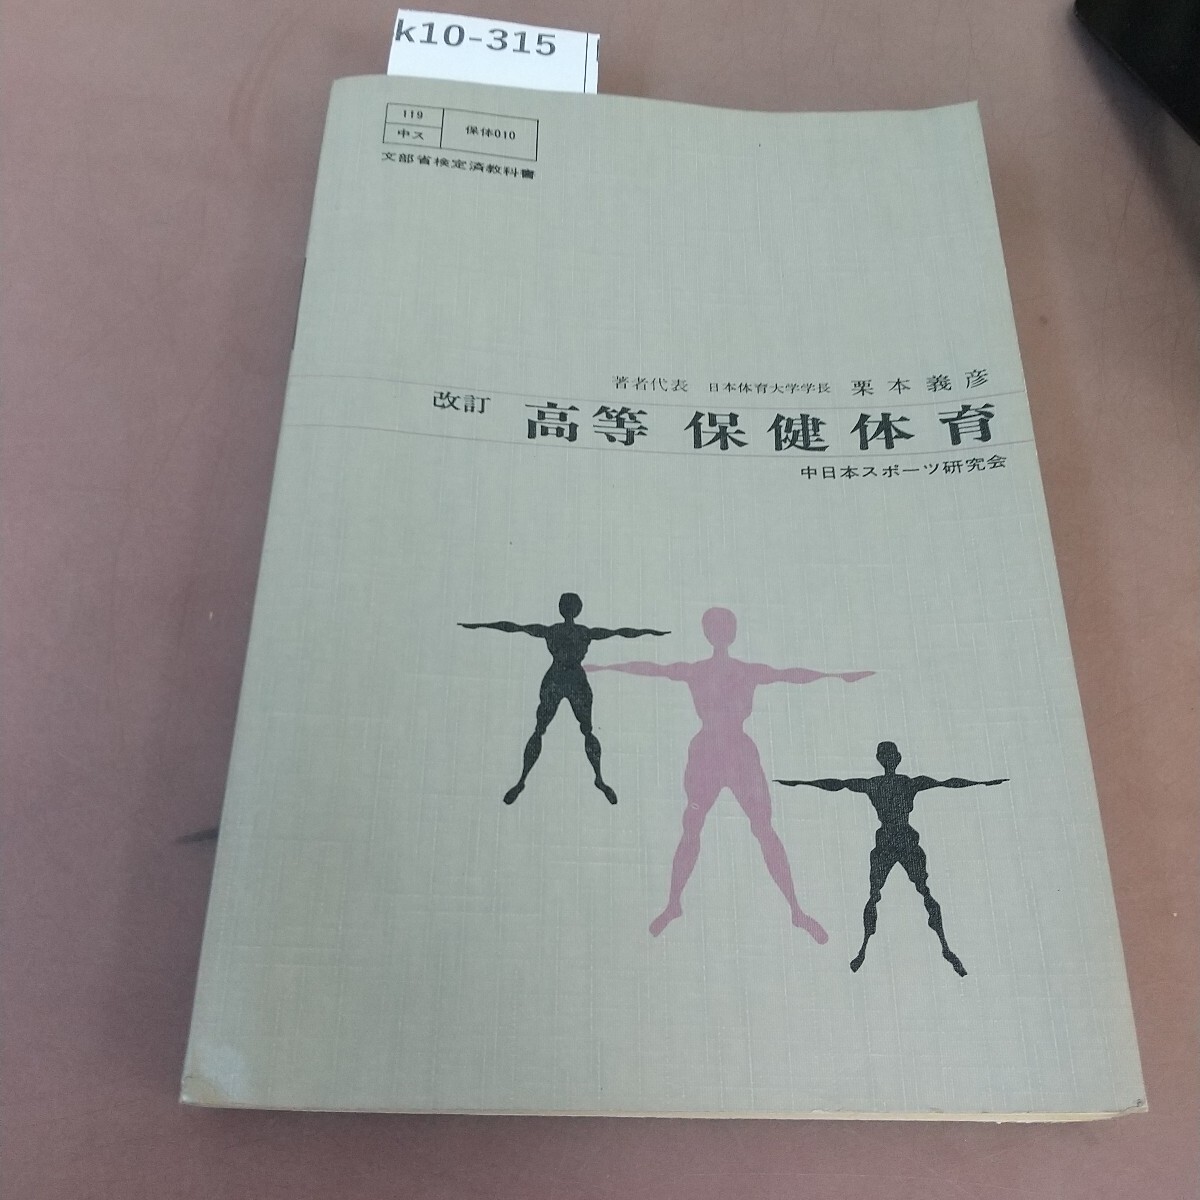 k10-315
119
中ス
保体010
文部省検定済教科書
著者代表 日本体育大学学長 栗本義彦
改訂 高等 保健体育
中日本スポーツ研究会